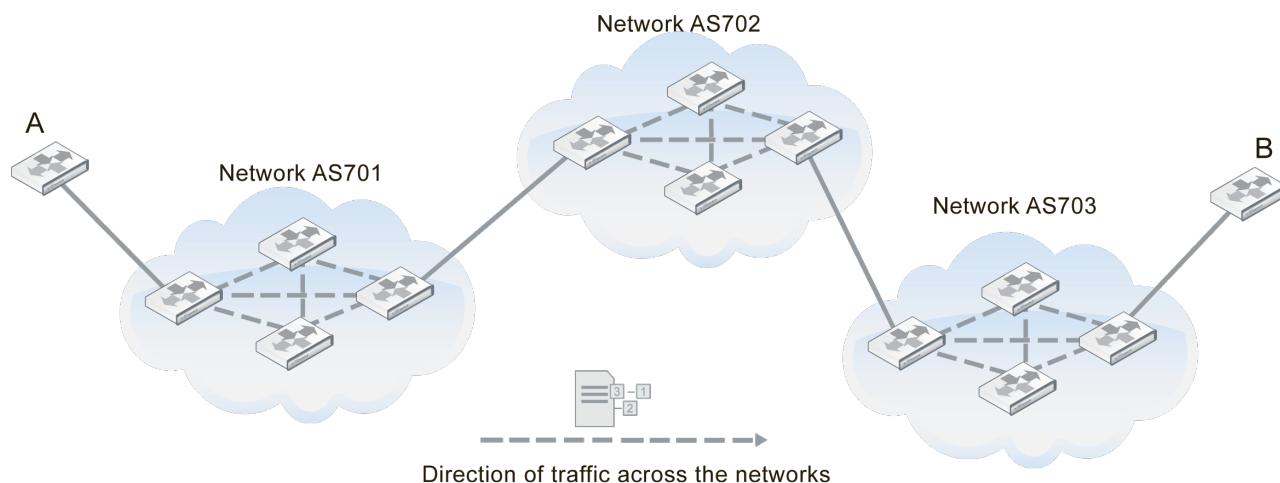 Network AS702
A
Network AS701
B
Network AS703
3
1
2
Direction of traffic across the networks